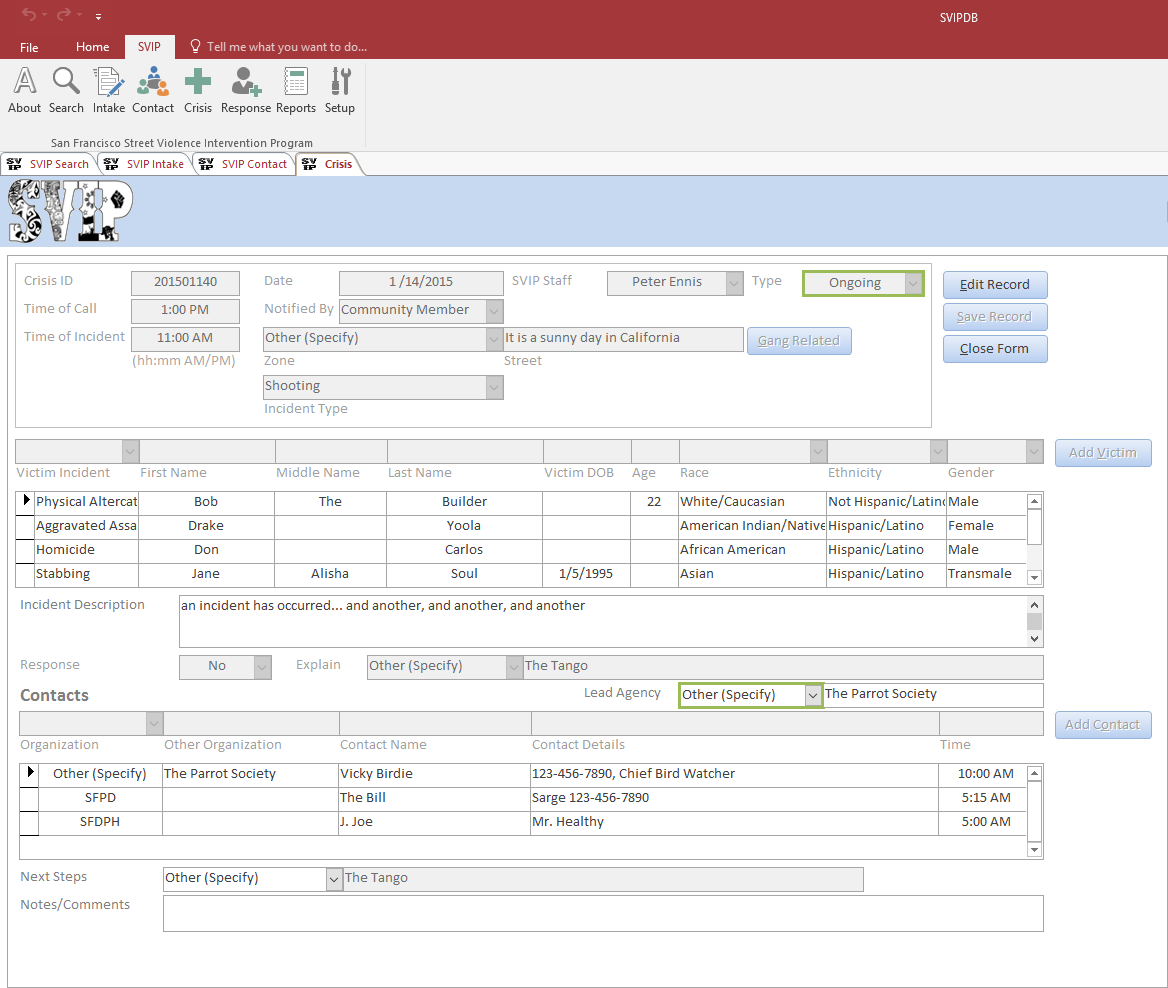 SVIPDB
File Home SVIP Tell me what you want to do...
About Search Intake Contact Crisis Response Reports Setup
San Francisco Street Violence Intervention Program
SVIP SVIP Search SVIP SVIP Intake SVIP SVIP Contact SVIP Crisis
SVIP
Crisis ID 201501140 Date 1 /14/2015 SVIP Staff Peter Ennis Type Ongoing Edit Record
Time of Call 1:00 PM Notified By Community Member Save Record
Time of Incident 11:00 AM Other (Specify) It is a sunny day in California Gang Related Close Form
(hh:mm AM/PM) Zone Street
Shooting
Incident Type
Add Victim
Victim Incident First Name Middle Name Last Name Victim DOB Age Race Ethnicity Gender
Physical Altercat Bob The Builder 22 White/Caucasian Not Hispanic/Latino Male
Aggravated Assa Drake Yoola American Indian/Native Hispanic/Latino Female
Homicide Don Carlos African American Hispanic/Latino Male
Stabbing Jane Alisha Soul 1/5/1995 Asian Hispanic/Latino Transmale
Incident Description an incident has occurred... and another, and another, and another
Response No Explain Other (Specify) The Tango
Contacts Lead Agency Other (Specify) The Parrot Society
Add Contact
Organization Other Organization Contact Name Contact Details Time
Other (Specify) The Parrot Society Vicky Birdie 123-456-7890, Chief Bird Watcher 10:00 AM
SFPD The Bill Sarge 123-456-7890 5:15 AM
SFDPH J. Joe Mr. Healthy 5:00 AM
Next Steps Other (Specify) The Tango
Notes/Comments